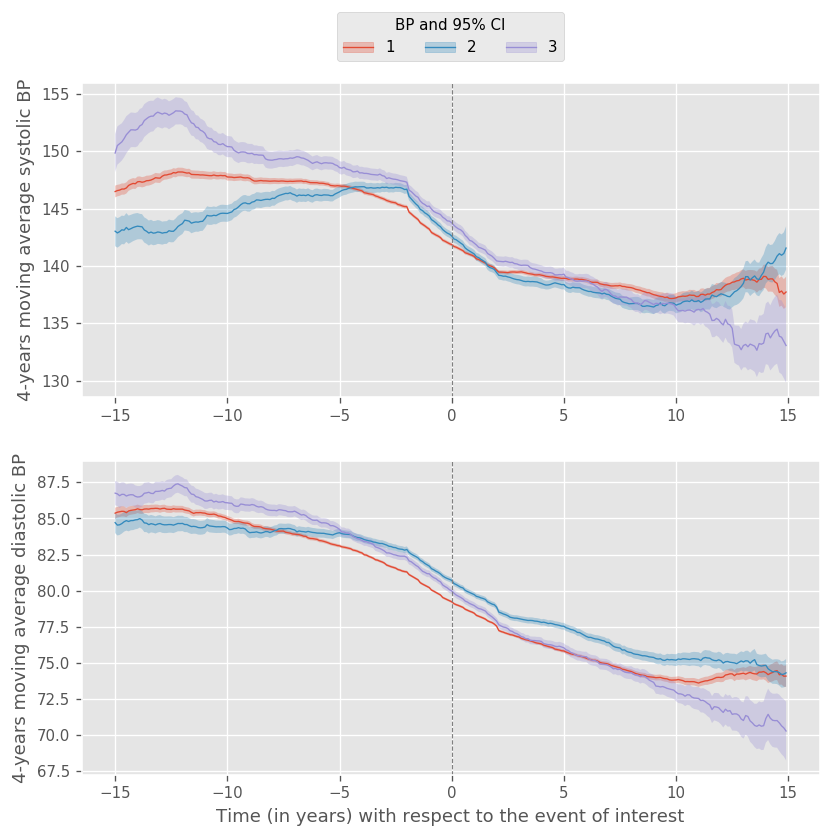 BP and 95% CI
1 2 3
4-years moving average systolic BP
155
150
145
140
135
130
−15 −10 −5 0 5 10 15
4-years moving average diastolic BP
87.5
85.0
82.5
80.0
77.5
75.0
72.5
70.0
67.5
−15 −10 −5 0 5 10 15
Time (in years) with respect to the event of interest